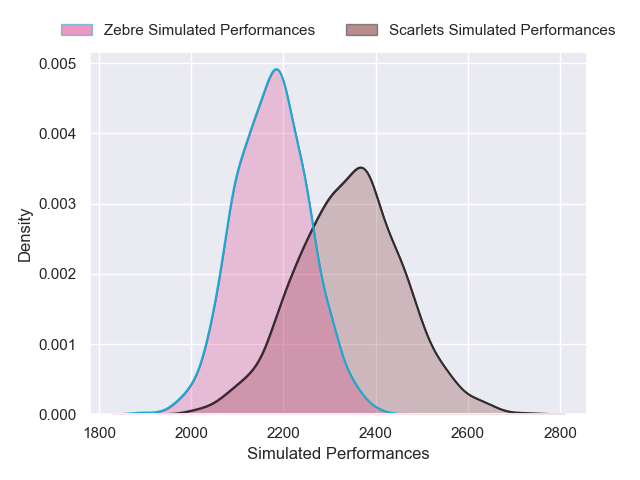 Zebre Simulated Performances Scarlets Simulated Performances
0.005
0.004
0.003
0.002
0.001
0.000
Density
1800 2000 2200 2400 2600 2800
Simulated Performances